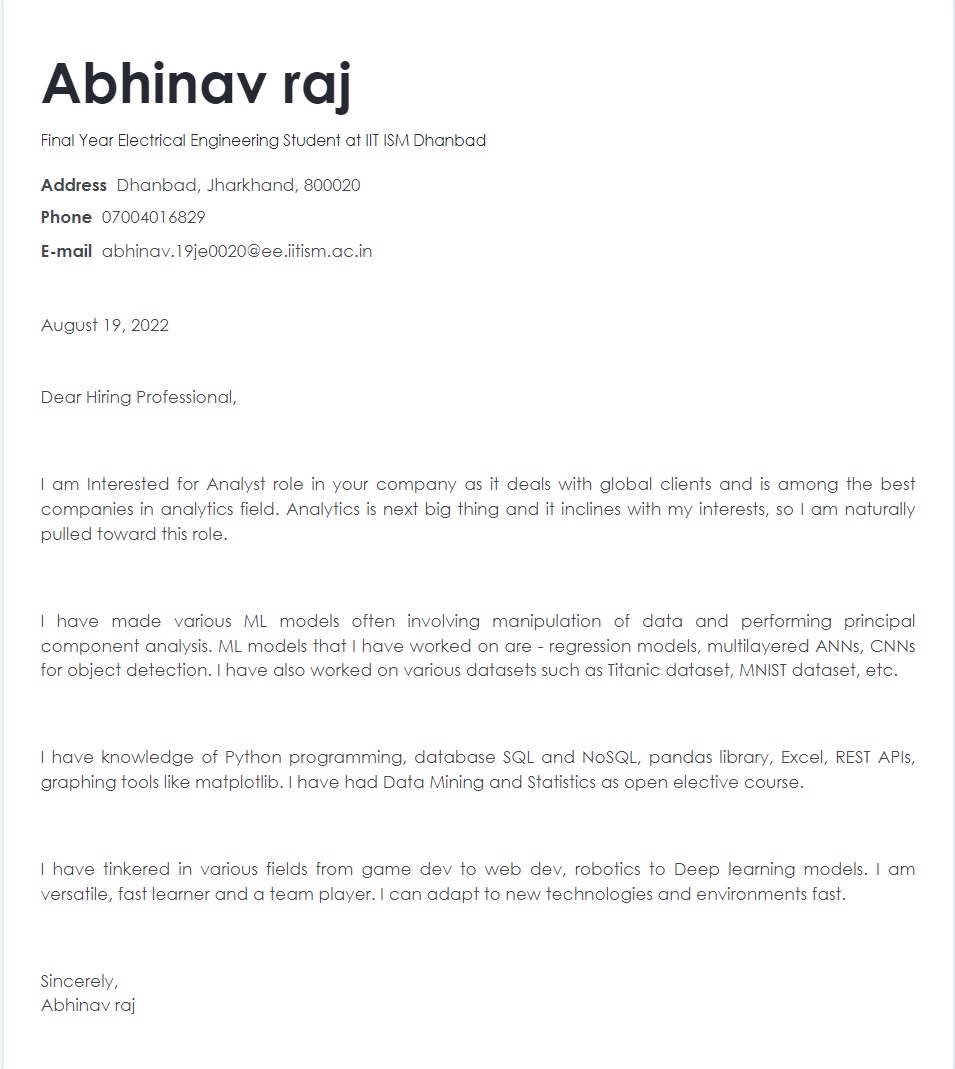 Abhinav raj
Final Year Electrical Engineering Student at IIT ISM Dhanbad
Address Dhanbad, Jharkhand, 800020
Phone 07004016829
E-mail abhinav.19je0020@ee.iitism.ac.in
August 19, 2022
Dear Hiring Professional,
I am Interested for Analyst role in your company as it deals with global clients and is among the best
companies in analytics field. Analytics is next big thing and it inclines with my interests, so I am naturally
pulled toward this role.
I have made various ML models often involving manipulation of data and performing principal
component analysis. ML models that I have worked on are - regression models, multilayered ANNs, CNNs
for object detection. I have also worked on various datasets such as Titanic dataset, MNIST dataset, etc.
I have knowledge of Python programming, database SQL and NoSQL, pandas library, Excel, REST APIs,
graphing tools like matplotlib. I have had Data Mining and Statistics as open elective course.
I have tinkered in various fields from game dev to web dev, robotics to Deep learning models. I am
versatile, fast learner and a team player. I can adapt to new technologies and environments fast.
Sincerely,
Abhinav raj